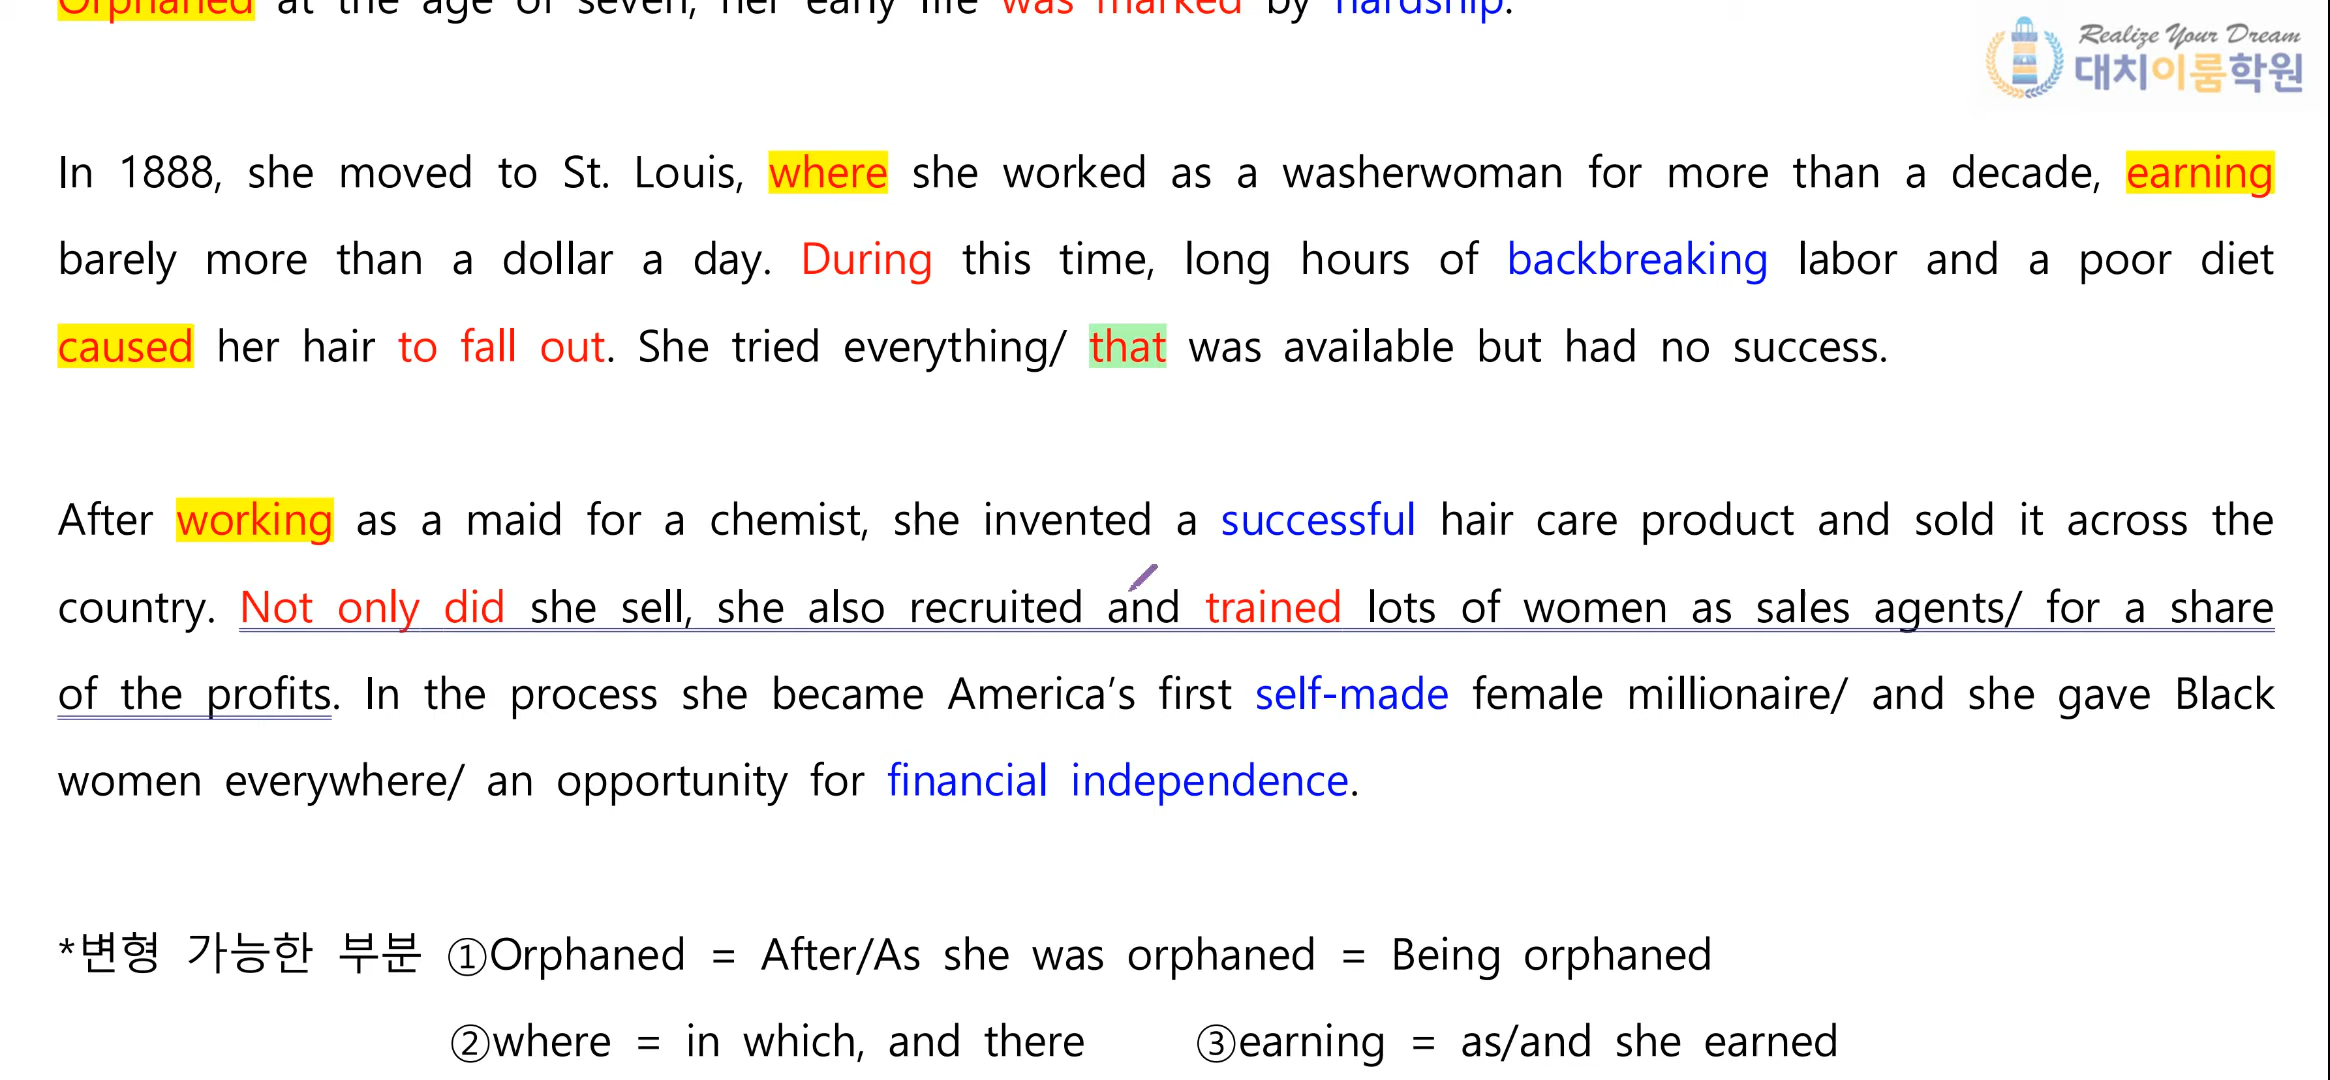 Orphaned at the age of seven, her early life was marked by hardship.
Realize Your Dream
대치이룸학원
In 1888, she moved to St. Louis, where she worked as a washerwoman for more than a decade, earning
barely more than a dollar a day. During this time, long hours of backbreaking labor and a poor diet
caused her hair to fall out. She tried everything/ that was available but had no success.
After working as a maid for a chemist, she invented a successful hair care product and sold it across the
country. Not only did she sell, she also recruited and trained lots of women as sales agents/ for a share
of the profits. In the process she became America’s first self-made female millionaire/ and she gave Black
women everywhere/ an opportunity for financial independence.
*변형 가능한 부분 ①Orphaned = After/As she was orphaned = Being orphaned
②where = in which, and there ③earning = as/and she earned